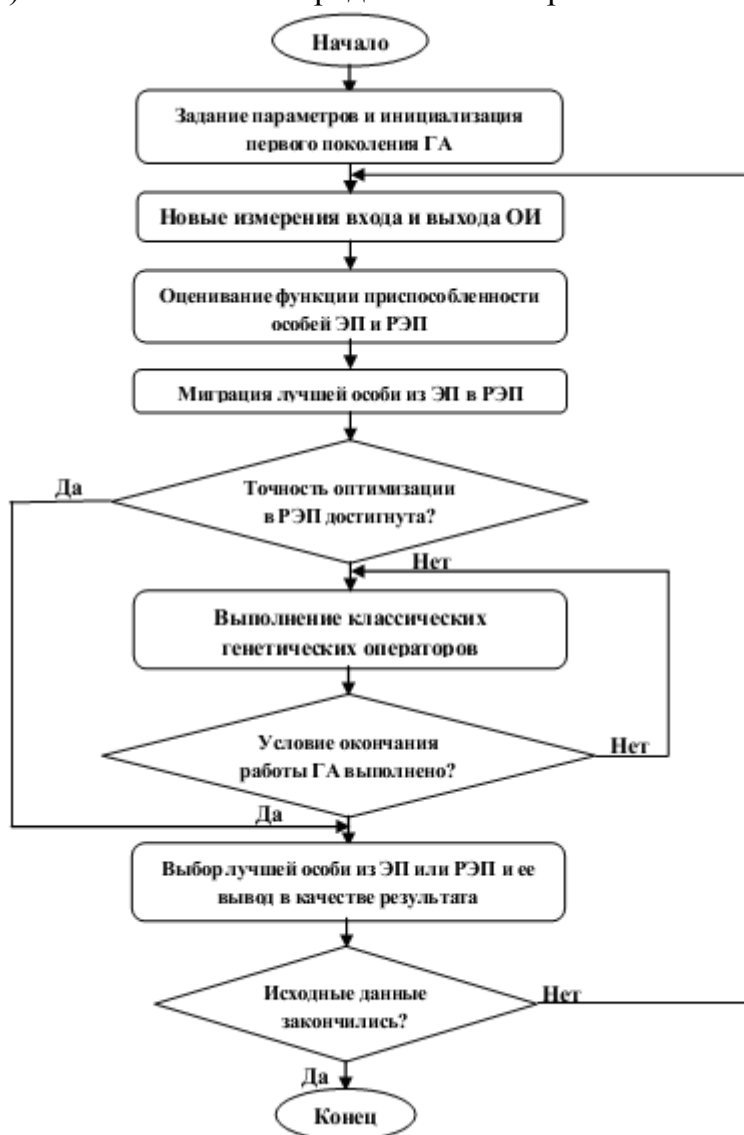 Начало
Задание параметров и инициализация
первого поколения ГА
Новые измерения входа и выхода ОИ
Оценивание функции приспособленности
особей ЭП и РЭП
Миграция лучшей особи из ЭП в РЭП
Да
Точность оптимизации
в РЭП достигнута?
Нет
Выполнение классических
генетических операторов
Условие окончания
работы ГА выполнено?
Нет
Да
Выбор лучшей особи из ЭП или РЭП и ее
вывод в качестве результата
Исходные данные
закончились?
Нет
Да
Конец